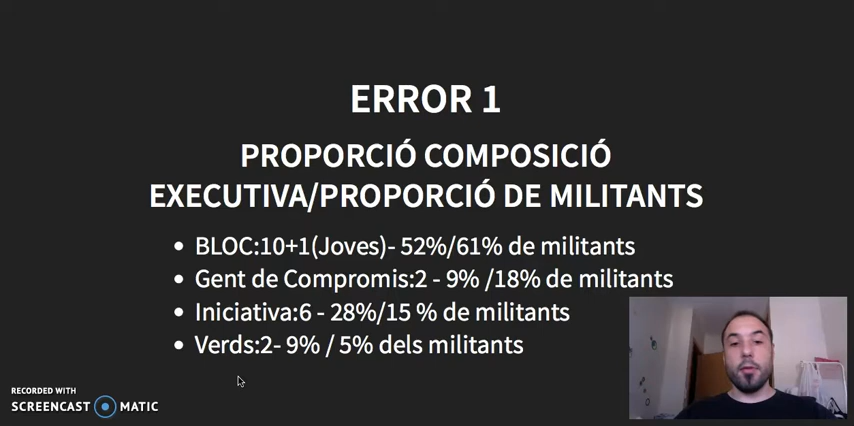 ERROR 1
PROPORCIÓ COMPOSICIÓ
EXECUTIVA/PROPORCIÓ DE MILITANTS
• BLOC:10+1(Joves)- 52%/61% de militants
• Gent de Compromis:2 - 9% /18% de militants
• Iniciativa:6 - 28%/15 % de militants
• Verds:2- 9% / 5% dels militants
RECORDED WITH
SCREENCAST MATIC